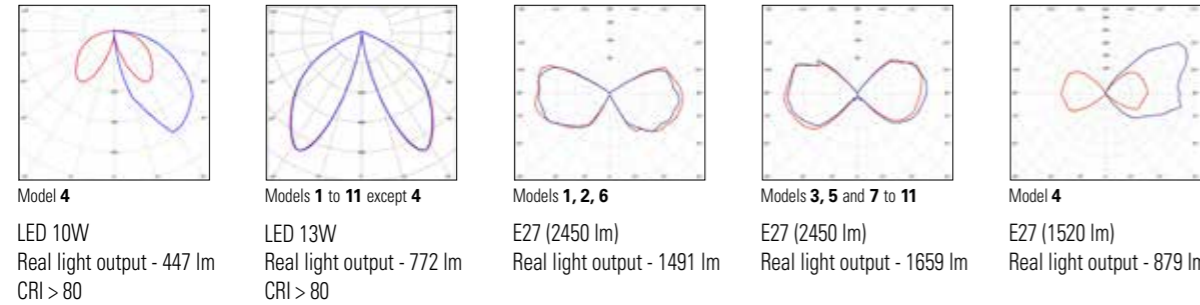 Model 4
LED 10W
Real light output - 447 lm
CRI > 80
Models 1 to 11 except 4
LED 13W
Real light output - 772 lm
CRI > 80
Models 1, 2, 6
E27 (2450 lm)
Real light output - 1491 lm
Models 3, 5 and 7 to 11
E27 (2450 lm)
Real light output - 1659 lm
Model 4
E27 (1520 lm)
Real light output - 879 lm